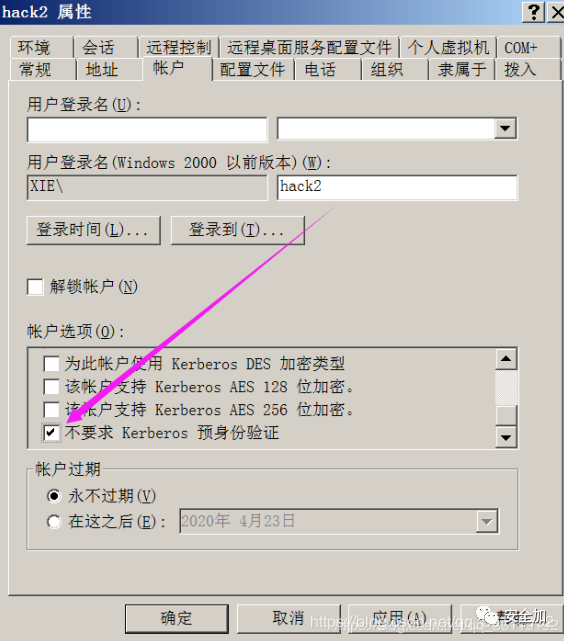 hack2 属性
环境 会话 远程控制 远程桌面服务配置文件 个人虚拟机 COM+
常规 地址 帐户 配置文件 电话 组织 隶属于 拨入
用户登录名(U):
用户登录名(Windows 2000 以前版本)(W):
XIE\ hack2
登录时间(L)... 登录到(T)...
解锁帐户(N)
帐户选项(O):
为此帐户使用 Kerberos DES 加密类型
该帐户支持 Kerberos AES 128 位加密。
该帐户支持 Kerberos AES 256 位加密。
不要求 Kerberos 预身份验证
帐户过期
永不过期(V)
在这之后(E): 2020年 4月23日
确定 取消 应用(A)
安全加